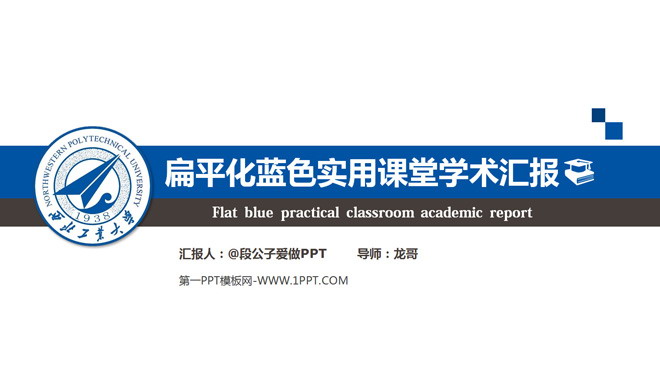 NORTHWESTERN POLYTECHNICAL UNIVERSITY
1938
西北工业大学
扁平化蓝色实用课堂学术汇报
Flat blue practical classroom academic report
汇报人：@段公子爱做PPT 导师：龙哥
第一PPT模板网-WWW.1PPT.COM